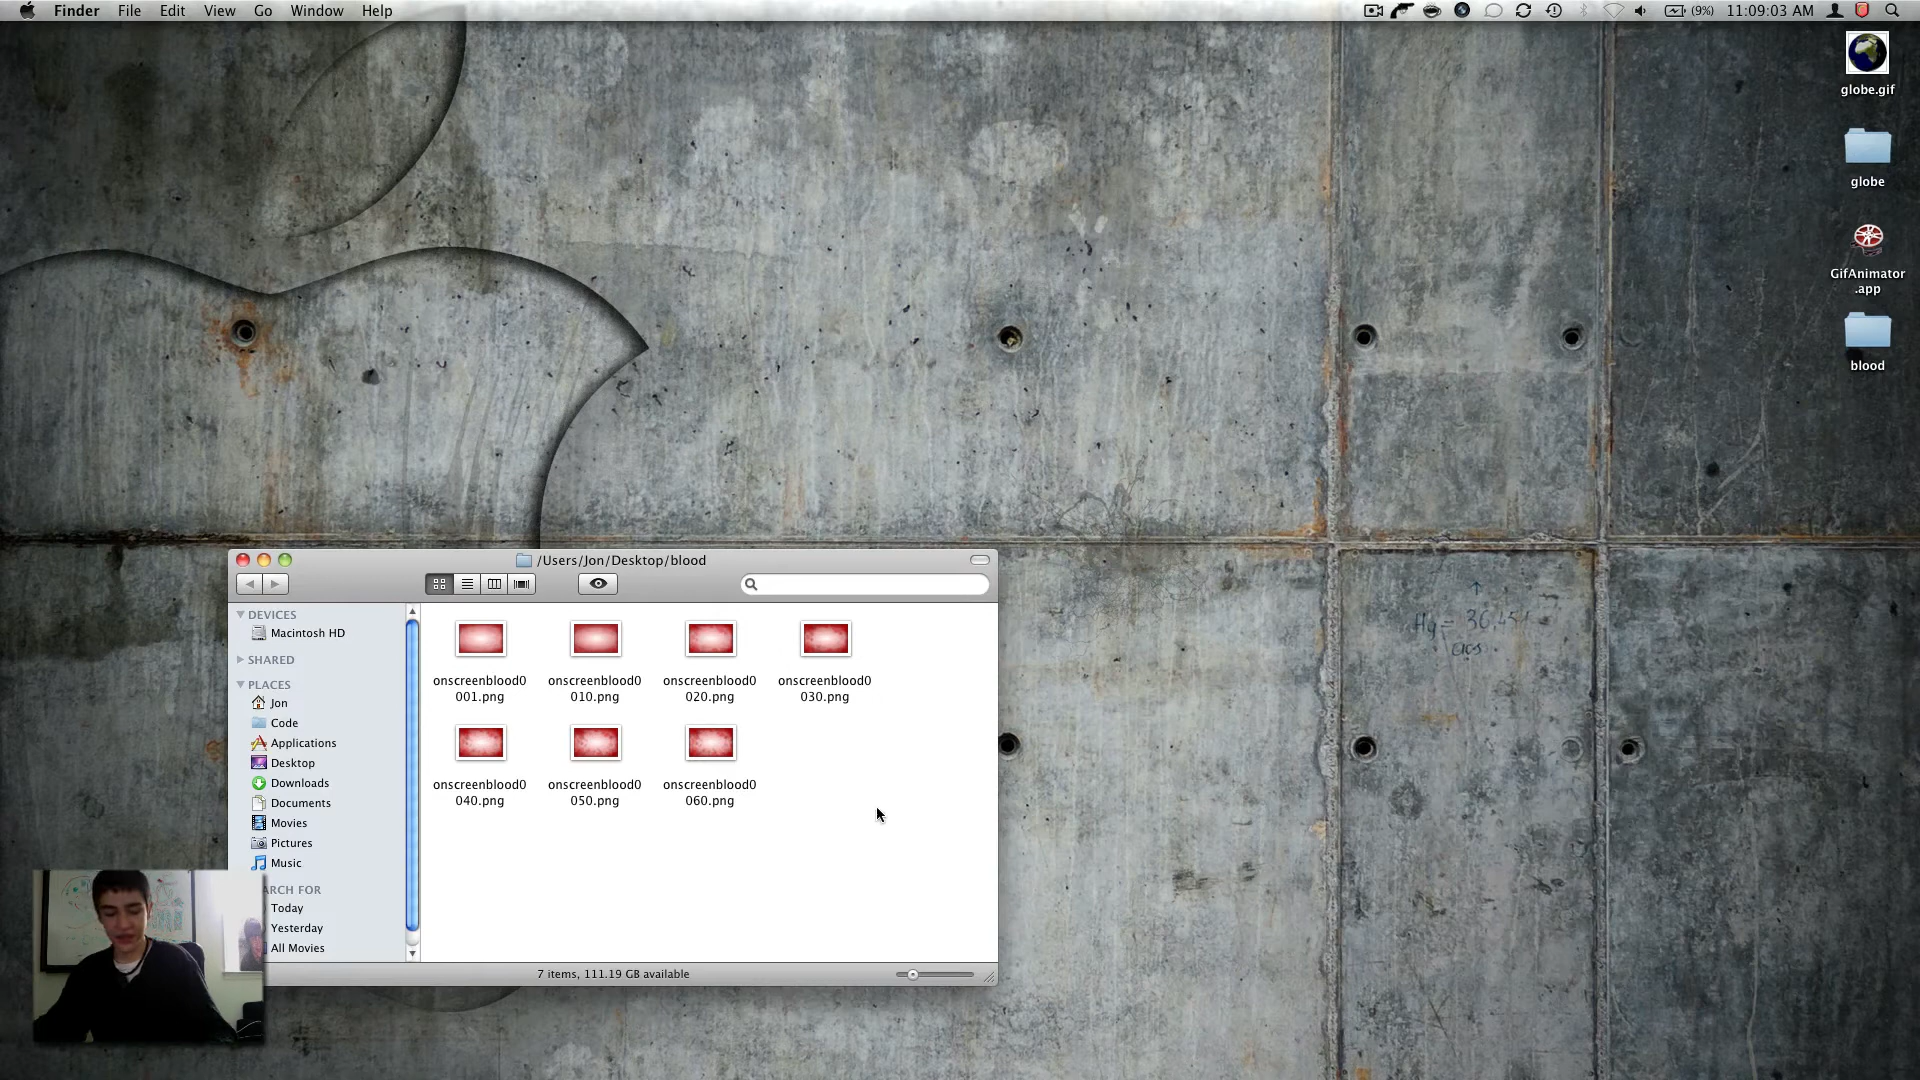 Finder File Edit View Go Window Help
(9%) 11:09:03 AM
globe.gif
globe
GifAnimator
.app
blood
/Users/Jon/Desktop/blood
DEVICES
Macintosh HD
SHARED
PLACES
Jon
Code
Applications
Desktop
Downloads
Documents
Movies
Pictures
Music
ARCH FOR
Today
Yesterday
All Movies
onscreenblood0
001.png
onscreenblood0
010.png
onscreenblood0
020.png
onscreenblood0
030.png
onscreenblood0
040.png
onscreenblood0
050.png
onscreenblood0
060.png
7 items, 111.19 GB available